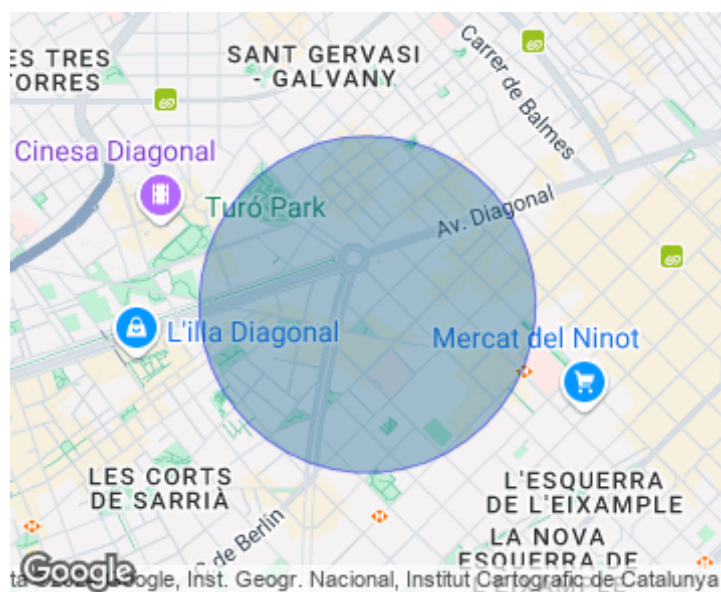 ES TRES
TORRES
SANT GERVASI
- GALVANY
Carrer de Balmes
Cinesa Diagonal
Turó Park
Av. Diagonal
L'illa Diagonal
Mercat del Ninot
LES CORTS
DE SARRIÀ
L'ESQUERRA
DE L'EIXAMPLE
C. de Berlín
LA NOVA
ESQUERRA DE
Google
Google, Inst. Geogr. Nacional, Institut Cartogràfic de Catalunya